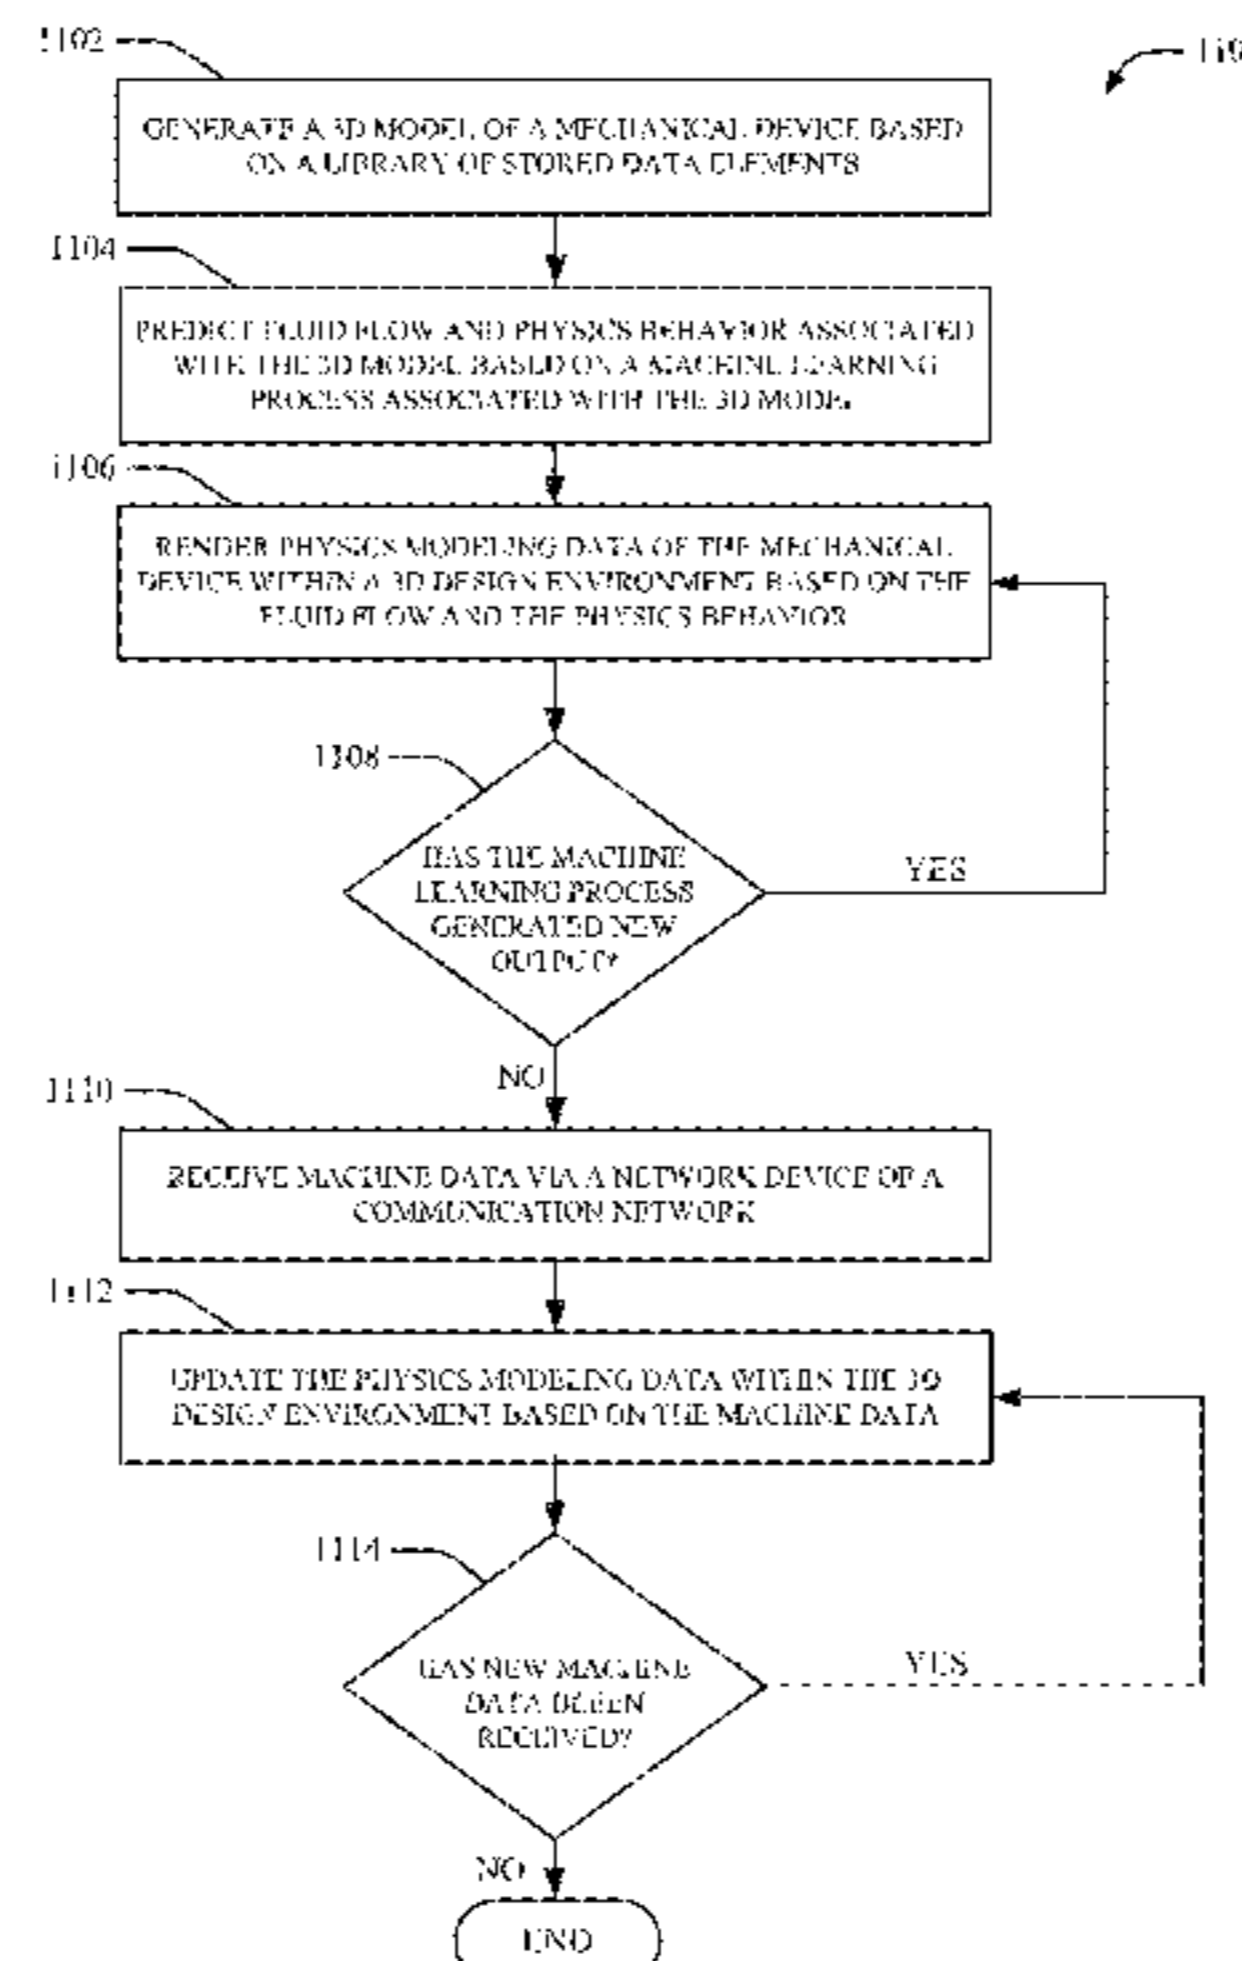 1102
GENERATE A 3D MODEL OF A MECHANICAL DEVICE BASED
ON A LIBRARY OF STORED DATA ELEMENTS
1104
PREDICT FLUID FLOW AND PHYSICS BEHAVIOR ASSOCIATED
WITH THE 3D MODEL BASED ON A MACHINE LEARNING
PROCESS ASSOCIATED WITH THE 3D MODEL
1106
RENDER PHYSICS MODELING DATA OF THE MECHANICAL
DEVICE WITHIN A 3D DESIGN ENVIRONMENT BASED ON THE
FLUID FLOW AND THE PHYSICS BEHAVIOR
1108
HAS THE MACHINE
LEARNING PROCESS
GENERATED NEW
OUTPUT?
YES
NO
1110
RECEIVE MACHINE DATA VIA A NETWORK DEVICE OF A
COMMUNICATION NETWORK
1112
UPDATE THE PHYSICS MODELING DATA WITHIN THE 3D
DESIGN ENVIRONMENT BASED ON THE MACHINE DATA
1114
HAS NEW MACHINE
DATA BEEEN
RECEIVED?
YES
NO
END